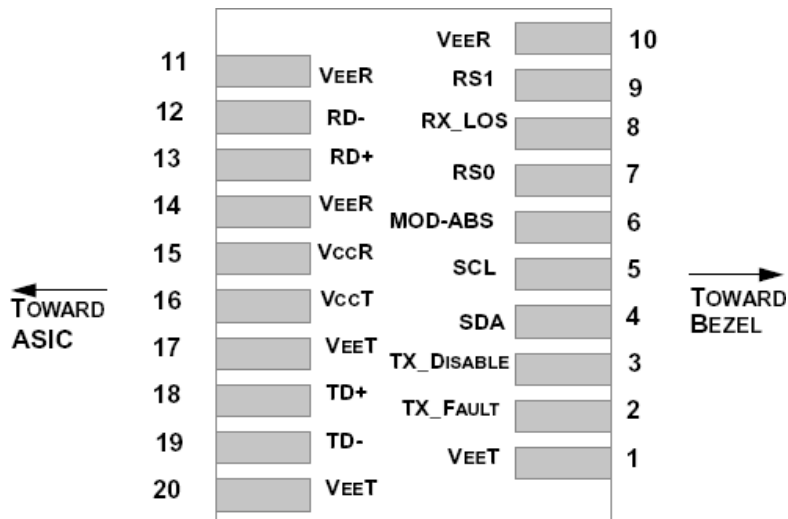 VEER 10
11 VEER
RS1 9
12 RD-
RX_LOS 8
13 RD+
RS0 7
14 VEER
MOD-ABS 6
15 VCCR
SCL 5
16 VCCT
SDA 4
17 VEET
TX_DISABLE 3
18 TD+
TX_FAULT 2
19 TD-
VEET 1
20 VEET
TOWARD
ASIC
TOWARD
BEZEL